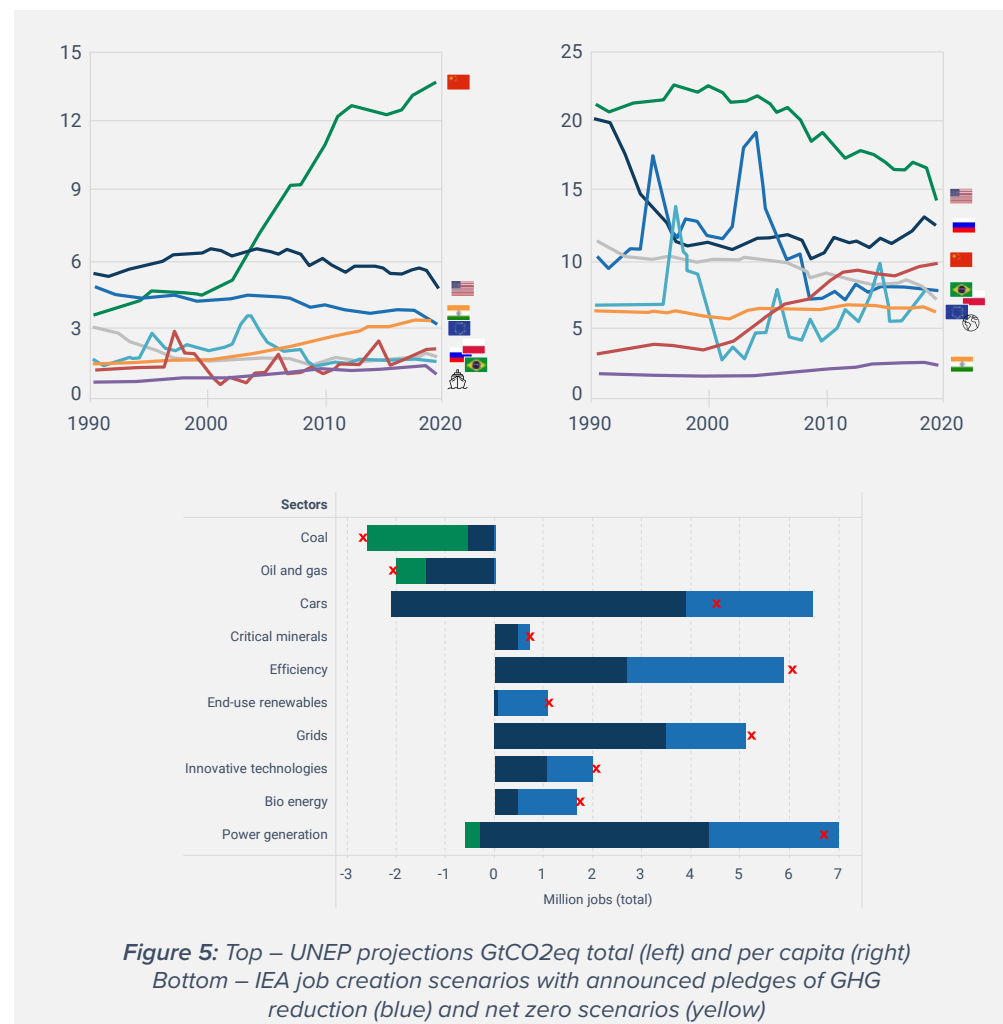 15
12
9
6
3
0
1990 2000 2010 2020
25
20
15
10
5
0
1990 2000 2010 2020
Sectors
Coal
Oil and gas
Cars
Critical minerals
Efficiency
End-use renewables
Grids
Innovative technologies
Bio energy
Power generation
-3 -2 -1 0 1 2 3 4 5 6 7
Million jobs (total)
Figure 5: Top – UNEP projections GtCO2eq total (left) and per capita (right)
Bottom – IEA job creation scenarios with announced pledges of GHG
reduction (blue) and net zero scenarios (yellow)